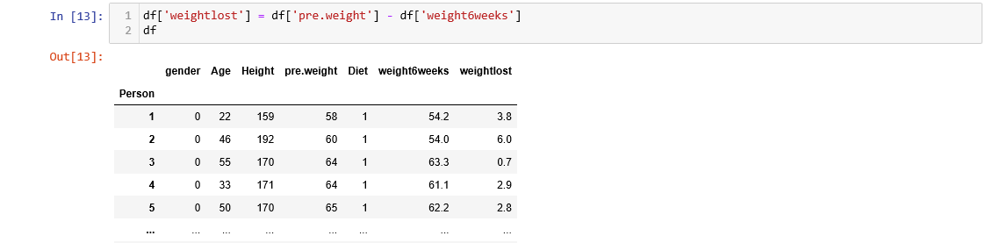 In [13]: 1 df['weightlost'] = df['pre.weight'] - df['weight6weeks']
2 df
Out[13]:
gender Age Height pre.weight Diet weight6weeks weightlost
Person
1 0 22 159 58 1 54.2 3.8
2 0 46 192 60 1 54.0 6.0
3 0 55 170 64 1 63.3 0.7
4 0 33 171 64 1 61.1 2.9
5 0 50 170 65 1 62.2 2.8
... ... ... ... ... ... ... ...